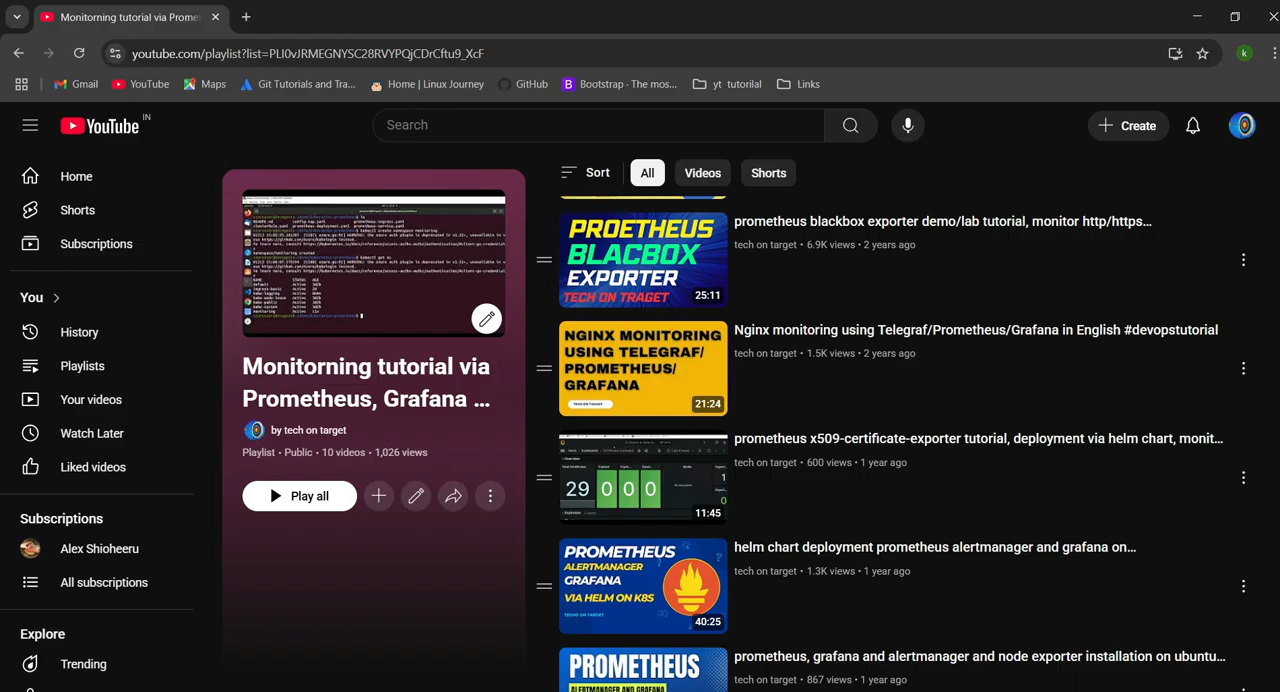 Monitorning tutorial via Prome
youtube.com/playlist?list=PLI0vJRMEGNYSC28RVYPQjCDrCftu9_XcF
k
Gmail
YouTube
Maps
Git Tutorials and Tra...
Home | Linux Journey
GitHub
Bootstrap · The mos...
yt tutorial
Links
YouTube IN
Search
Create
Home
Shorts
Subscriptions
You
History
Playlists
Your videos
Watch Later
Liked videos
Subscriptions
Alex Shioheeru
All subscriptions
Explore
Trending
Monitorning tutorial via
Prometheus, Grafana ...
by tech on target
Playlist • Public • 10 videos • 1,026 views
Play all
Sort
All
Videos
Shorts
PROETHEUS
BLACBOX
EXPORTER
TECH ON TRAGET
25:11
prometheus blackbox exporter demo/lab tutorial, monitor http/https...
tech on target • 6.9K views • 2 years ago
NGINX MONITORING
USING TELEGRAF/
PROMETHEUS/
GRAFANA
TECH ON TARGET
21:24
Nginx monitoring using Telegraf/Prometheus/Grafana in English #devopstutorial
tech on target • 1.5K views • 2 years ago
29
0 0 0
11:45
prometheus x509-certificate-exporter tutorial, deployment via helm chart, monit...
tech on target • 600 views • 1 year ago
PROMETHEUS
ALERTMANAGER
GRAFANA
VIA HELM ON K8S
TECHO ON TARGET
40:25
helm chart deployment prometheus alertmanager and grafana on...
tech on target • 1.3K views • 1 year ago
PROMETHEUS
ALERTMANAGER AND GRAFANA
prometheus, grafana and alertmanager and node exporter installation on ubuntu...
tech on target • 867 views • 1 year ago